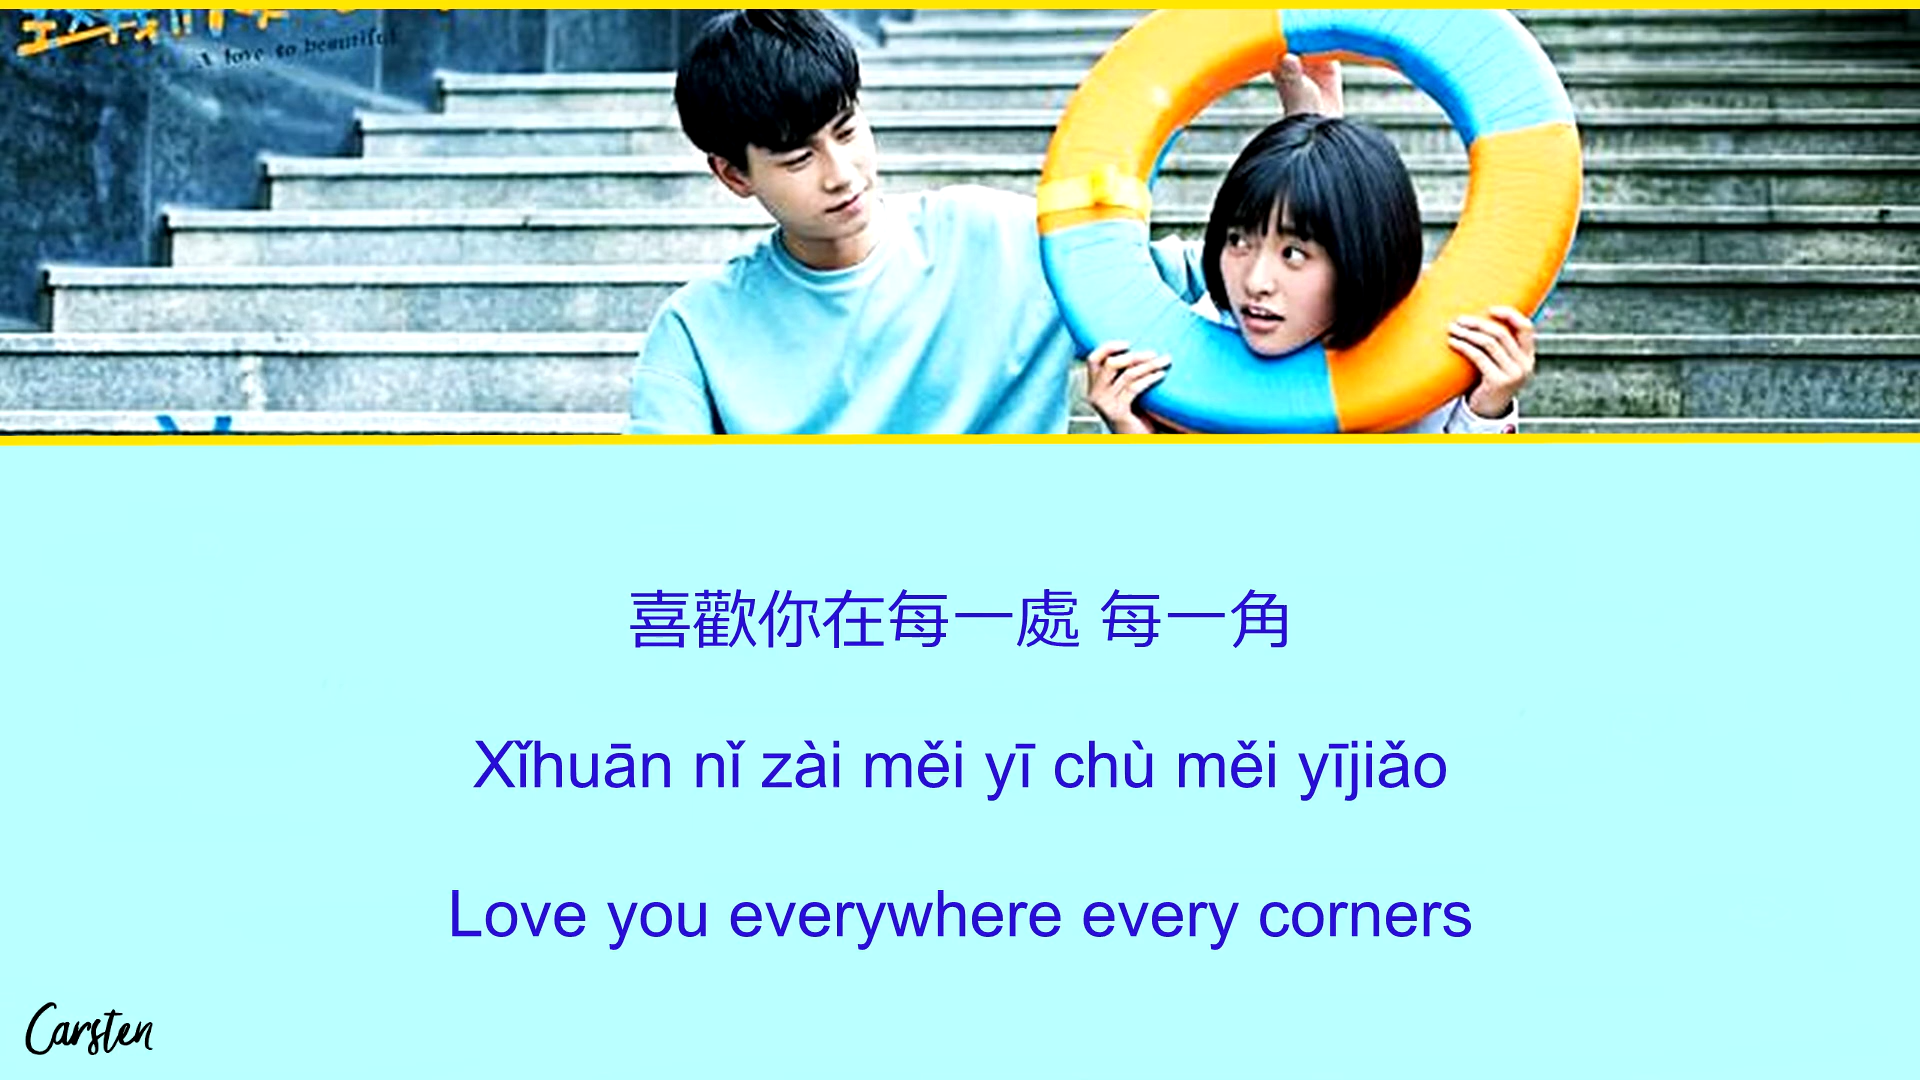 A love so beautiful
喜歡你在每一處 每一角
Xǐhuān nǐ zài měi yī chù měi yījiǎo
Love you everywhere every corners
Carsten